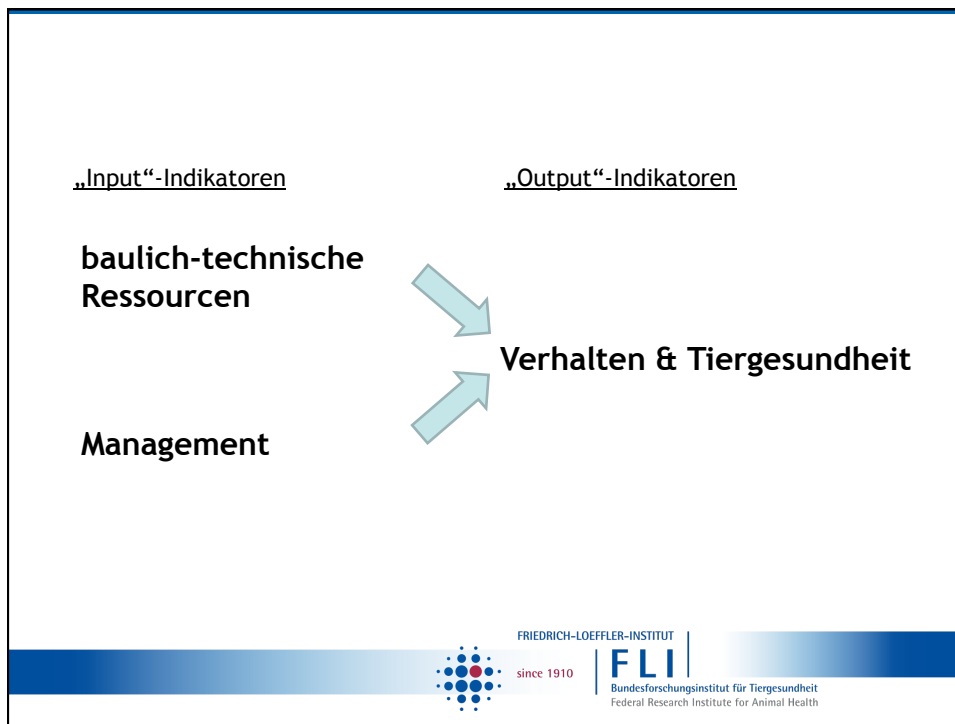 „Input“-Indikatoren
„Output“-Indikatoren
baulich-technische
Ressourcen
Verhalten & Tiergesundheit
Management
FRIEDRICH-LOEFFLER-INSTITUT
since 1910
FLI
Bundesforschungsinstitut für Tiergesundheit
Federal Research Institute for Animal Health